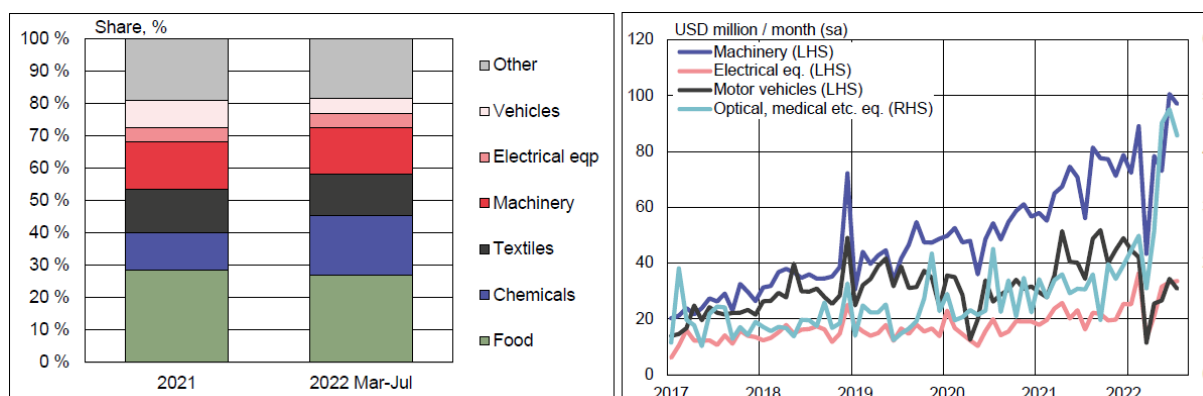 Share, %
100 %
90 %
80 %
70 %
60 %
50 %
40 %
30 %
20 %
10 %
0 %
2021
2022 Mar-Jul
Other
Vehicles
Electrical eqp
Machinery
Textiles
Chemicals
Food
USD million / month (sa)
Machinery (LHS)
Electrical eq. (LHS)
Motor vehicles (LHS)
Optical, medical etc. eq. (RHS)
120
100
80
60
40
20
0
2017
2018
2019
2020
2021
2022